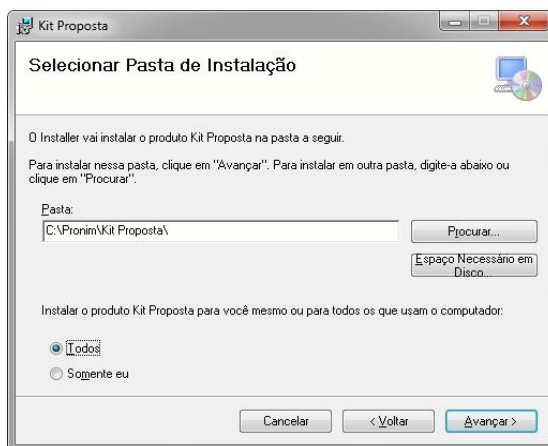 Kit Proposta
Selecionar Pasta de Instalação
O Installer vai instalar o produto Kit Proposta na pasta a seguir.
Para instalar nessa pasta, clique em "Avançar". Para instalar em outra pasta, digite-a abaixo ou
clique em "Procurar".
Pasta:
C:\Pronim\Kit Proposta\
Procurar...
Espaço Necessário em
Disco...
Instalar o produto Kit Proposta para você mesmo ou para todos os que usam o computador:
Todos
Somente eu
Cancelar
< Voltar
Avançar >